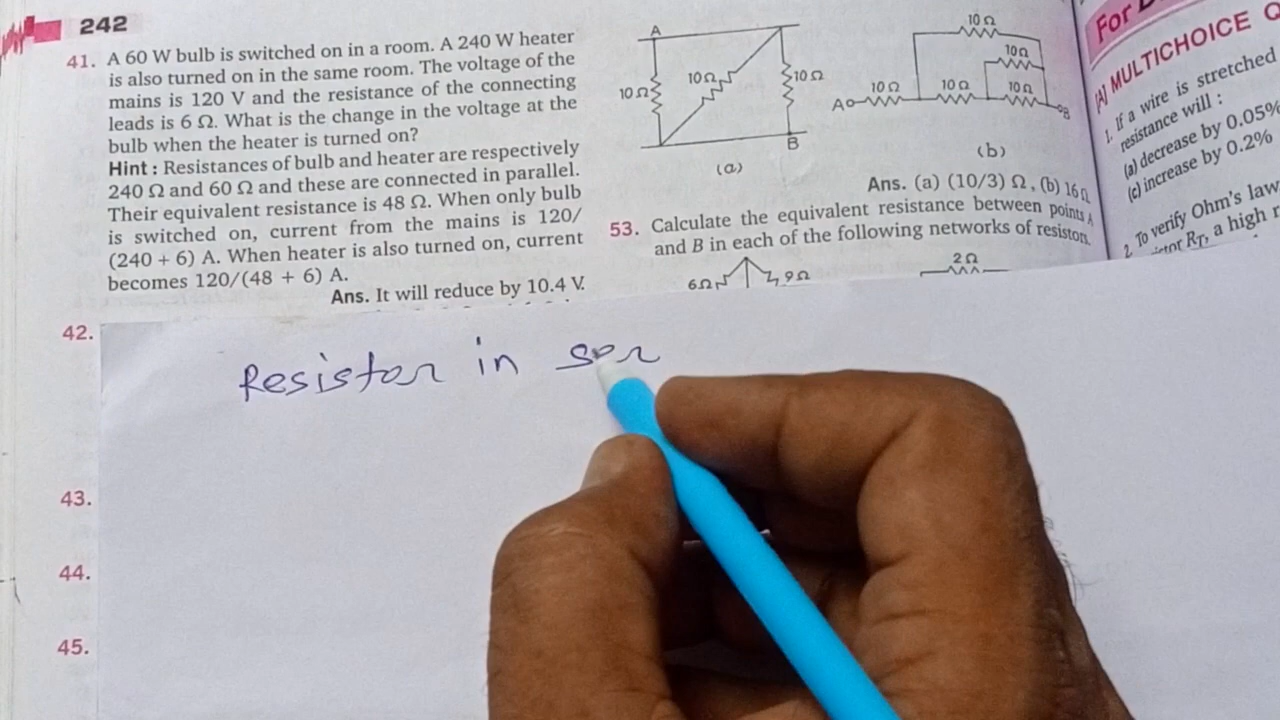 242
41. A 60 W bulb is switched on in a room. A 240 W heater
is also turned on in the same room. The voltage of the
mains is 120 V and the resistance of the connecting
leads is 6 Ω. What is the change in the voltage at the
bulb when the heater is turned on?
Hint : Resistances of bulb and heater are respectively
240 Ω and 60 Ω and these are connected in parallel.
Their equivalent resistance is 48 Ω. When only bulb
is switched on, current from the mains is 120/
(240 + 6) A. When heater is also turned on, current
becomes 120/(48 + 6) A.
Ans. It will reduce by 10.4 V.
42.
43.
44.
45.
A
10 Ω
10 Ω
10 Ω
B
(a)
10 Ω
10 Ω
10 Ω
10 Ω
10 Ω
A
B
(b)
Ans. (a) (10/3) Ω, (b) 16 Ω
53. Calculate the equivalent resistance between points A
and B in each of the following networks of resistors.
6Ω
9Ω
2Ω
For
[A] MULTICHOICE Q
1. If a wire is stretched
resistance will :
(a) decrease by 0.05%
(c) increase by 0.2%
2. To verify Ohm's law
RT, a high r
Resistor in ser